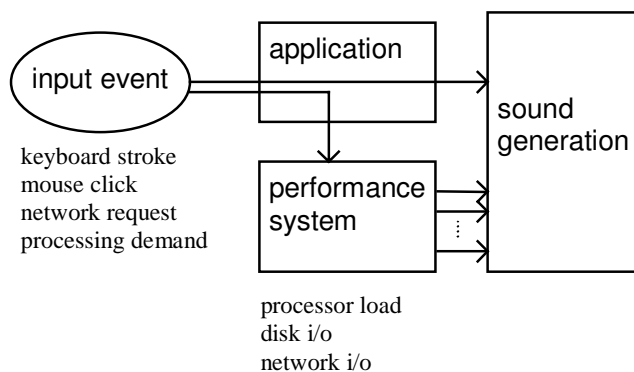 application
input event
sound
generation
keyboard stroke
mouse click
network request
processing demand
performance
system
processor load
disk i/o
network i/o